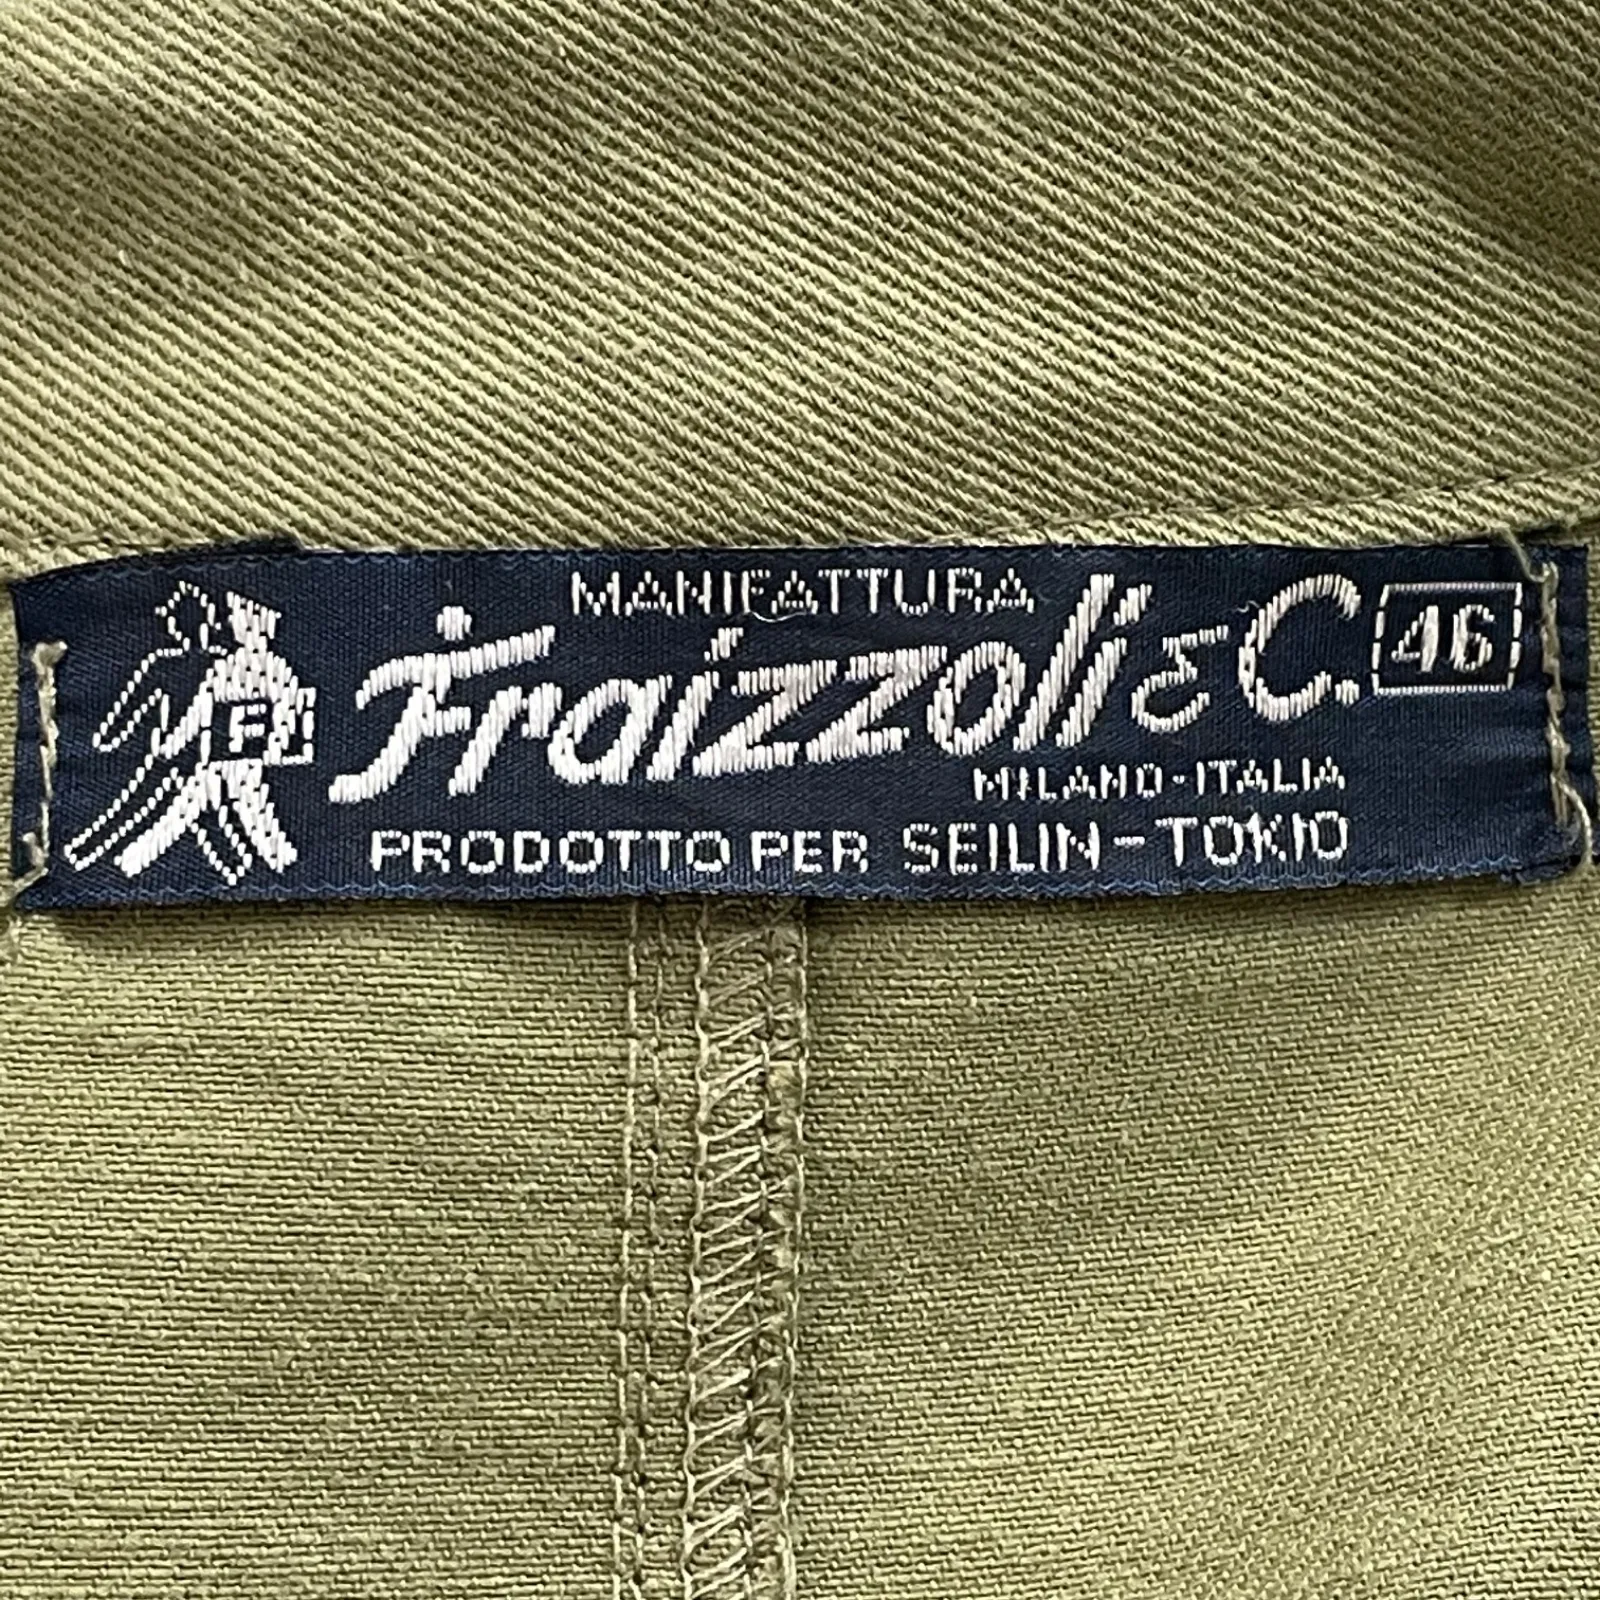 MANIFATTURA
Fraizzoli & C. 46
F
MILANO-ITALIA
PRODOTTO PER SEILIN-TOKIO